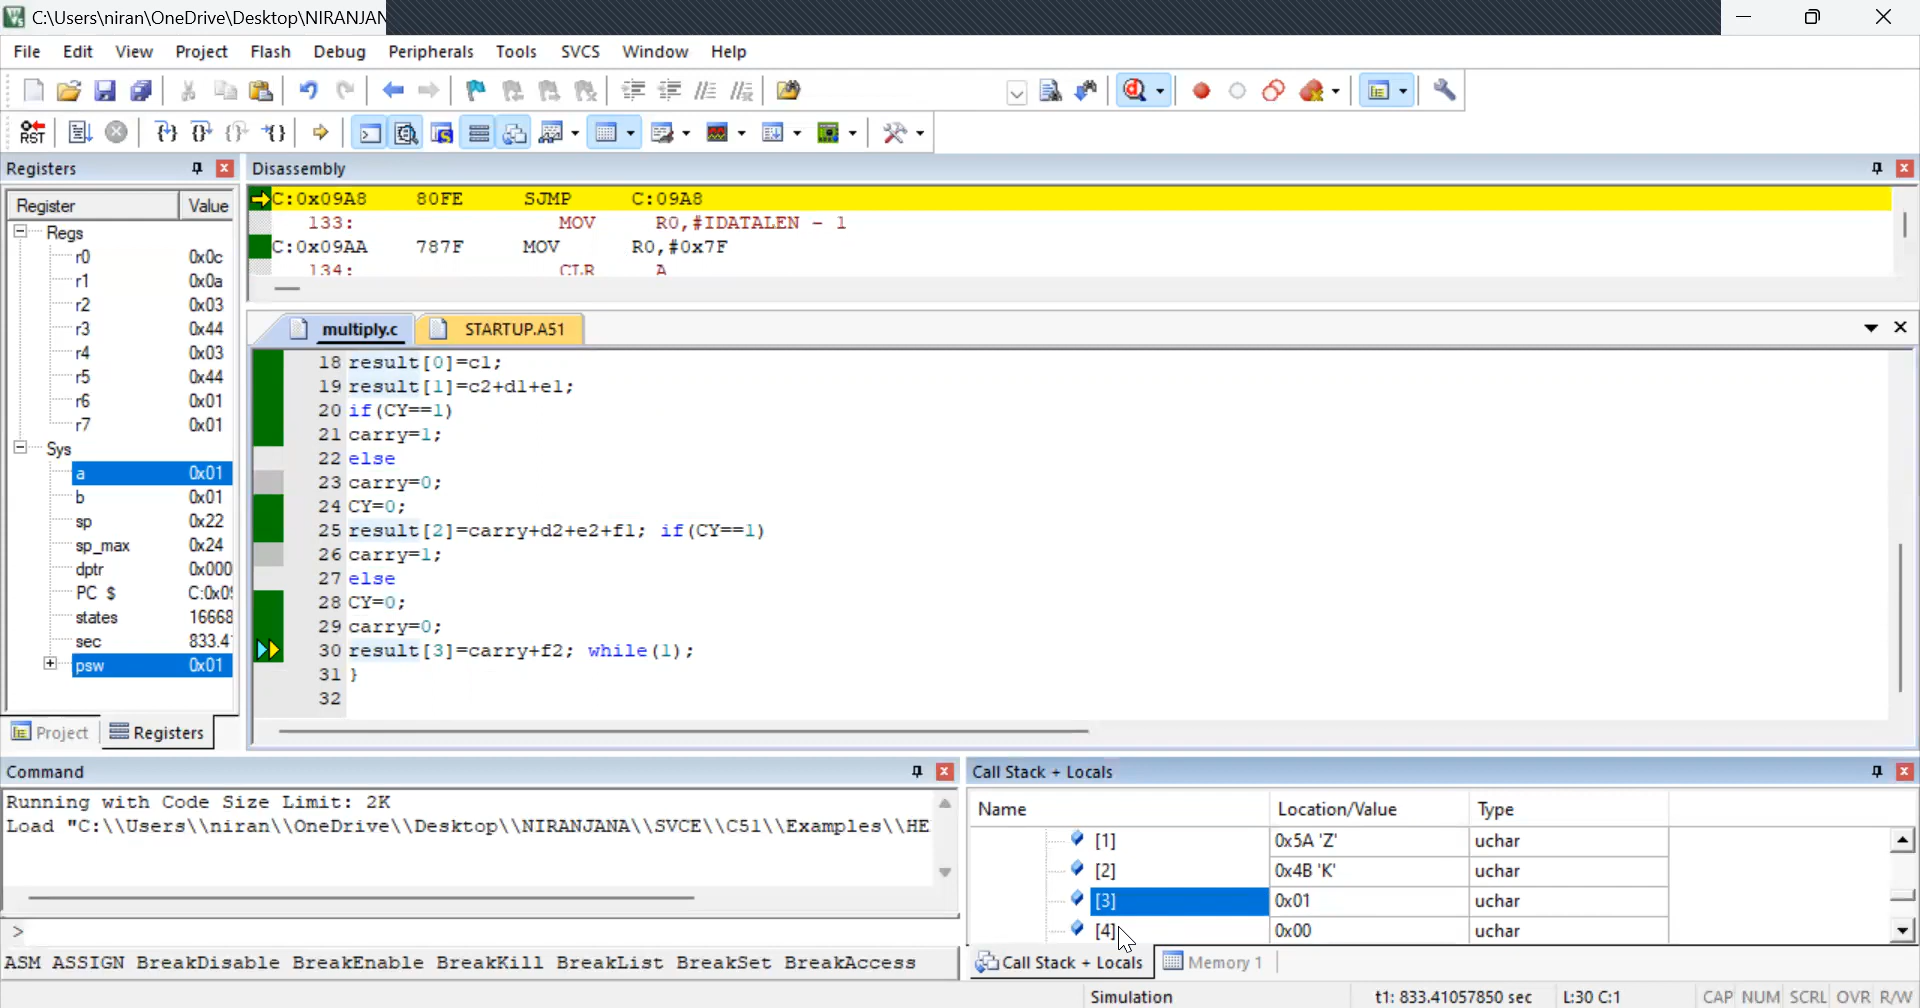 C:\Users\niran\OneDrive\Desktop\NIRANJAN
File Edit View Project Flash Debug Peripherals Tools SVCS Window Help
RST
Registers
Register Value
Regs
r0 0x0c
r1 0x0a
r2 0x03
r3 0x44
r4 0x03
r5 0x44
r6 0x01
r7 0x01
Sys
a 0x01
b 0x01
sp 0x22
sp_max 0x24
dptr 0x000
PC $ C:0x09
states 16668
sec 833.41
psw 0x01
Project Registers
Disassembly
C:0x09A8 80FE SJMP C:09A8
133: MOV R0,#IDATALEN - 1
C:0x09AA 787F MOV R0,#0x7F
134: CLR A
multiply.c STARTUP.A51
18 result[0]=c1;
19 result[1]=c2+d1+e1;
20 if(CY==1)
21 carry=1;
22 else
23 carry=0;
24 CY=0;
25 result[2]=carry+d2+e2+f1; if(CY==1)
26 carry=1;
27 else
28 CY=0;
29 carry=0;
30 result[3]=carry+f2; while(1);
31 }
32
Command
Running with Code Size Limit: 2K
Load "C:\\Users\\niran\\OneDrive\\Desktop\\NIRANJANA\\SVCE\\C51\\Examples\\HE
>
ASM ASSIGN BreakDisable BreakEnable BreakKill BreakList BreakSet BreakAccess
Call Stack + Locals
Name Location/Value Type
[1] 0x5A 'Z' uchar
[2] 0x4B 'K' uchar
[3] 0x01 uchar
[4] 0x00 uchar
Call Stack + Locals Memory 1
Simulation t1: 833.41057850 sec L:30 C:1 CAP NUM SCRL OVR R/W